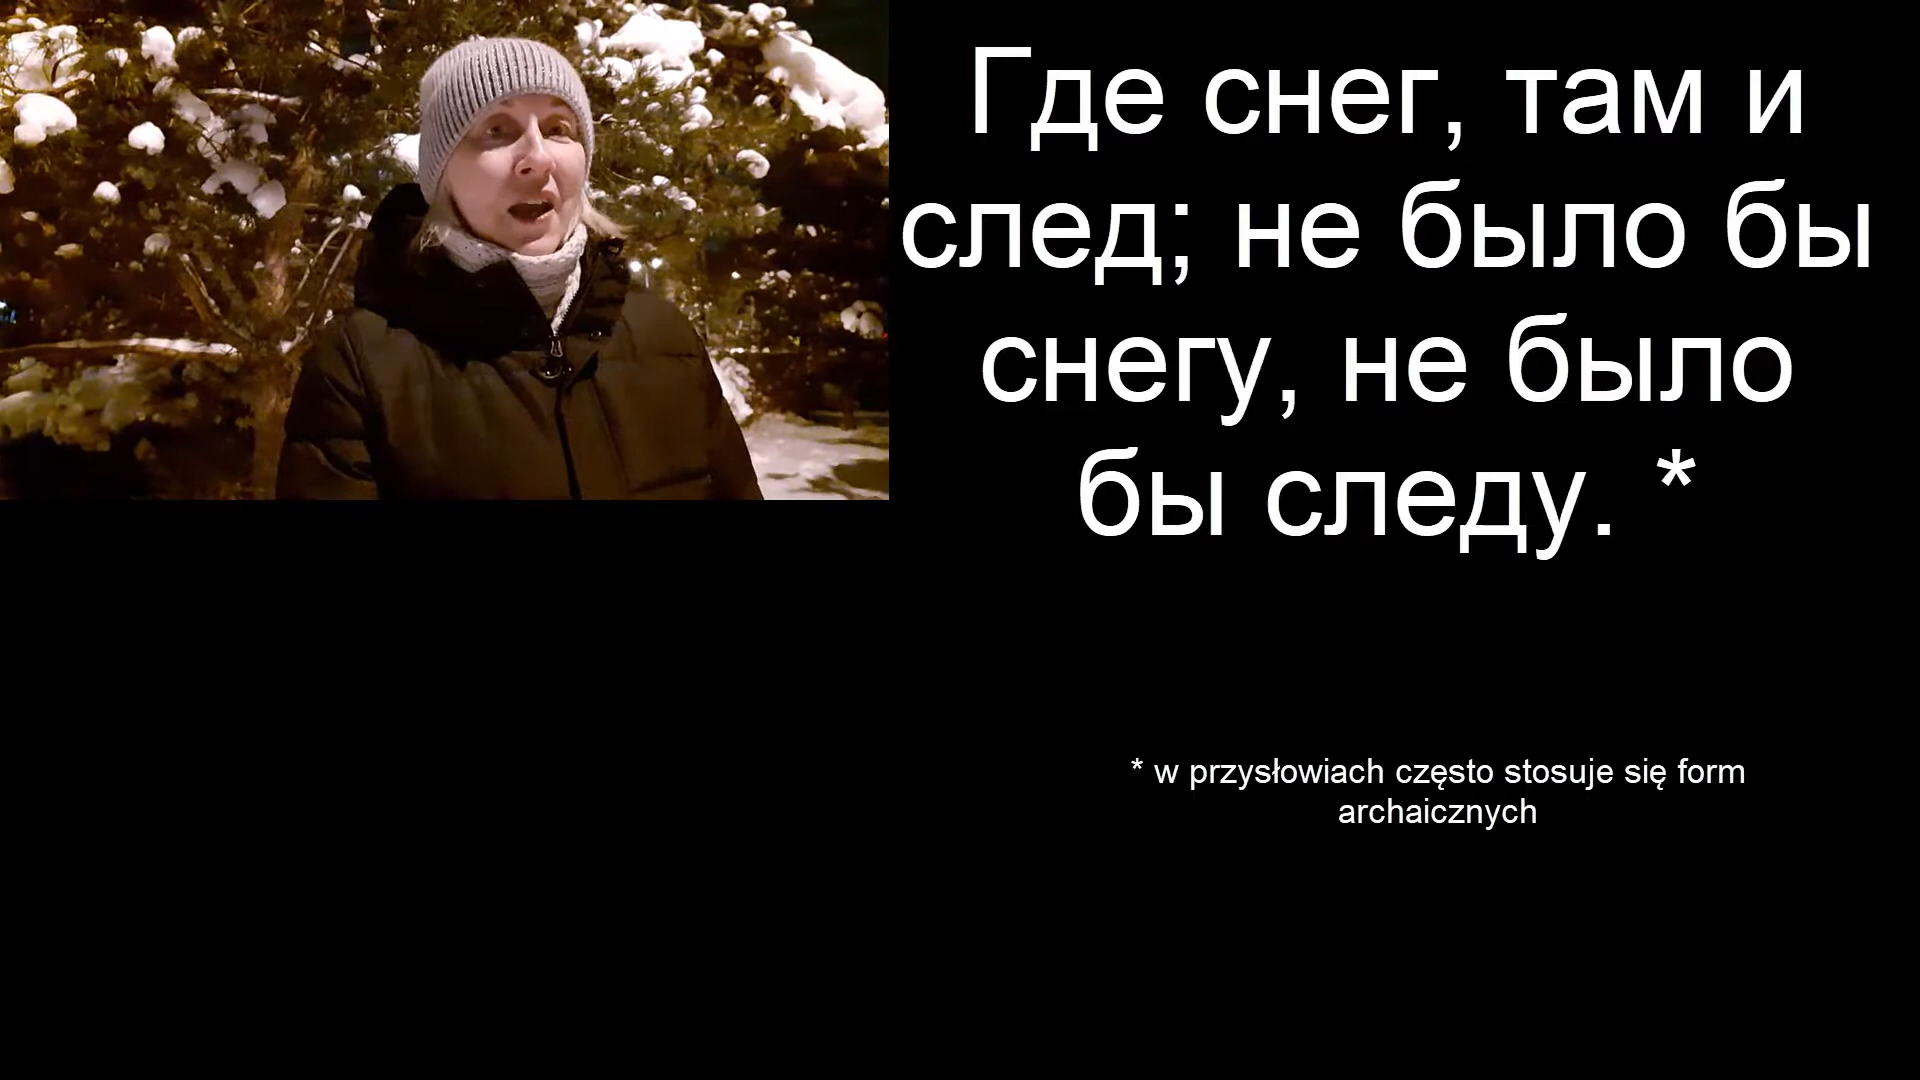 Где снег, там и
след; не было бы
снегу, не было
бы следу. *
* w przysłowiach często stosuje się form
archaicznych